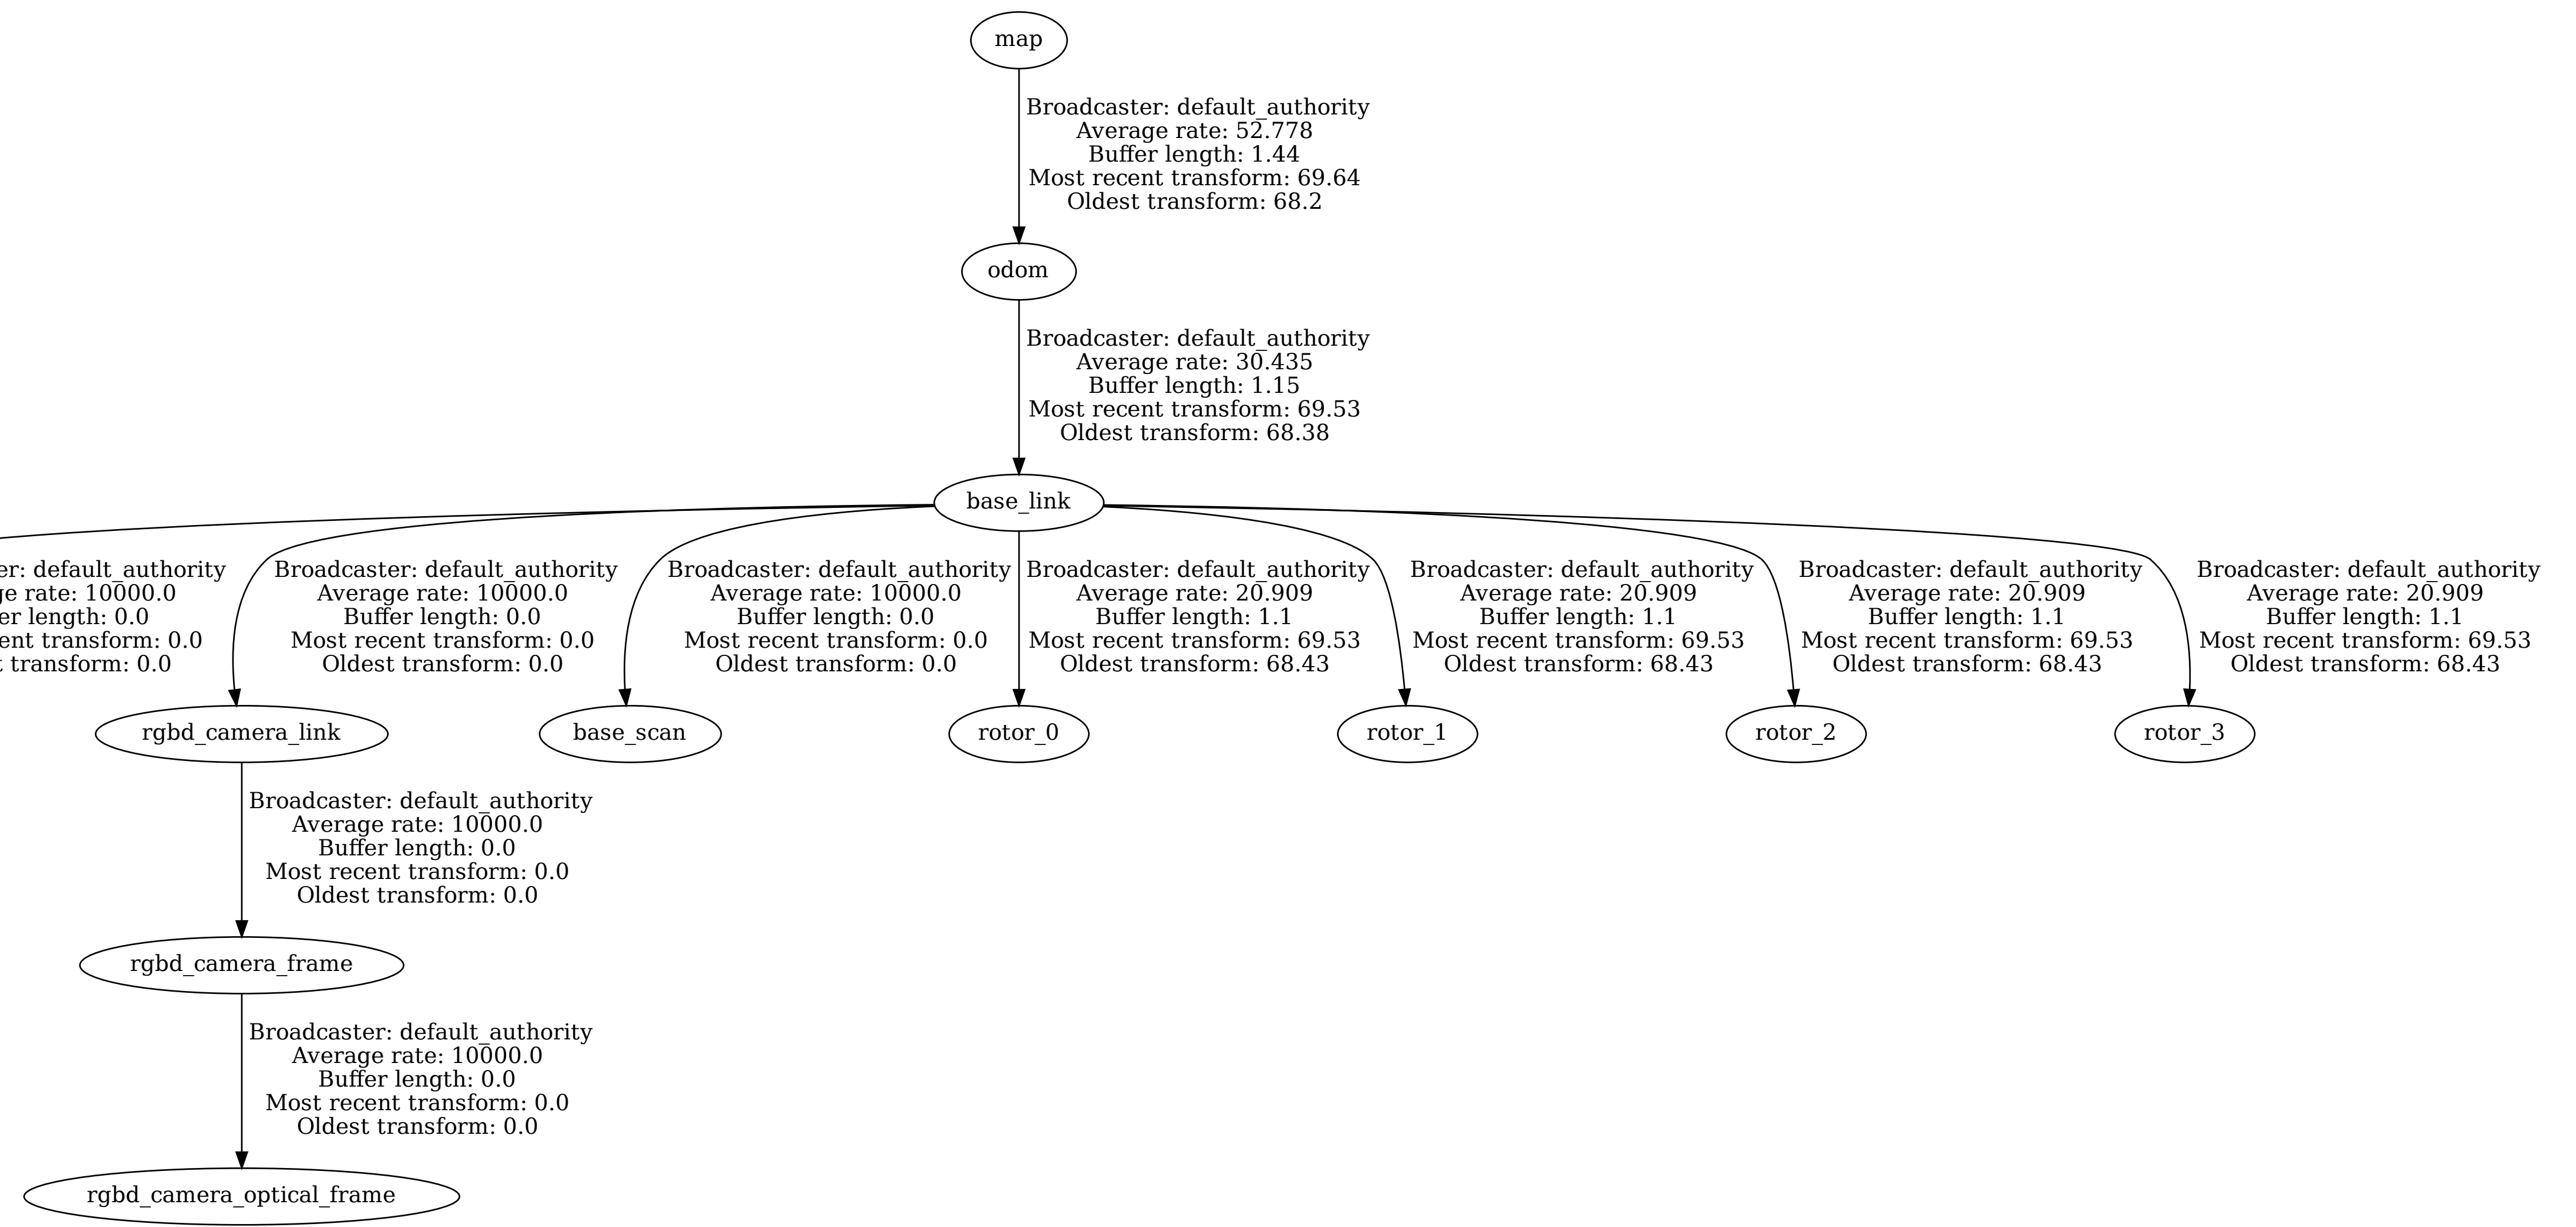 map
Broadcaster: default_authority
Average rate: 52.778
Buffer length: 1.44
Most recent transform: 69.64
Oldest transform: 68.2
odom
Broadcaster: default_authority
Average rate: 30.435
Buffer length: 1.15
Most recent transform: 69.53
Oldest transform: 68.38
base_link
er: default_authority
ge rate: 10000.0
er length: 0.0
ent transform: 0.0
t transform: 0.0
Broadcaster: default_authority
Average rate: 10000.0
Buffer length: 0.0
Most recent transform: 0.0
Oldest transform: 0.0
Broadcaster: default_authority
Average rate: 10000.0
Buffer length: 0.0
Most recent transform: 0.0
Oldest transform: 0.0
Broadcaster: default_authority
Average rate: 20.909
Buffer length: 1.1
Most recent transform: 69.53
Oldest transform: 68.43
Broadcaster: default_authority
Average rate: 20.909
Buffer length: 1.1
Most recent transform: 69.53
Oldest transform: 68.43
Broadcaster: default_authority
Average rate: 20.909
Buffer length: 1.1
Most recent transform: 69.53
Oldest transform: 68.43
Broadcaster: default_authority
Average rate: 20.909
Buffer length: 1.1
Most recent transform: 69.53
Oldest transform: 68.43
rgbd_camera_link
base_scan
rotor_0
rotor_1
rotor_2
rotor_3
Broadcaster: default_authority
Average rate: 10000.0
Buffer length: 0.0
Most recent transform: 0.0
Oldest transform: 0.0
rgbd_camera_frame
Broadcaster: default_authority
Average rate: 10000.0
Buffer length: 0.0
Most recent transform: 0.0
Oldest transform: 0.0
rgbd_camera_optical_frame